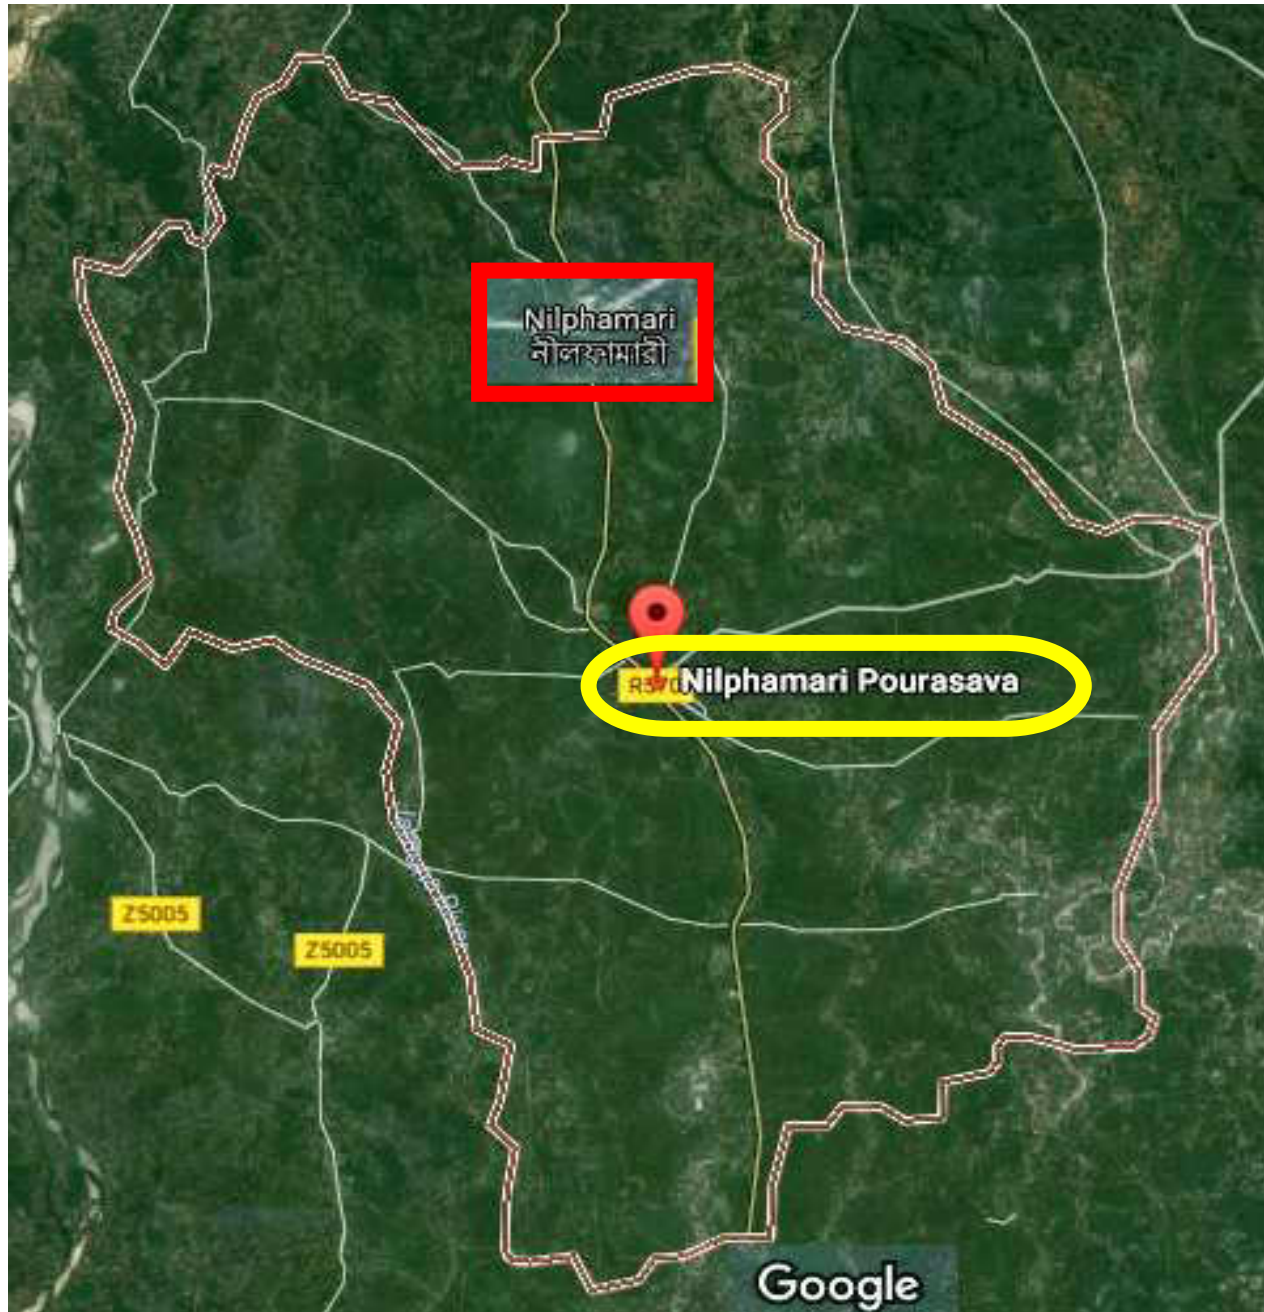 Nilphamari
নীলফামারী
Nilphamari Pourasava
Z5005
Z5005
Google